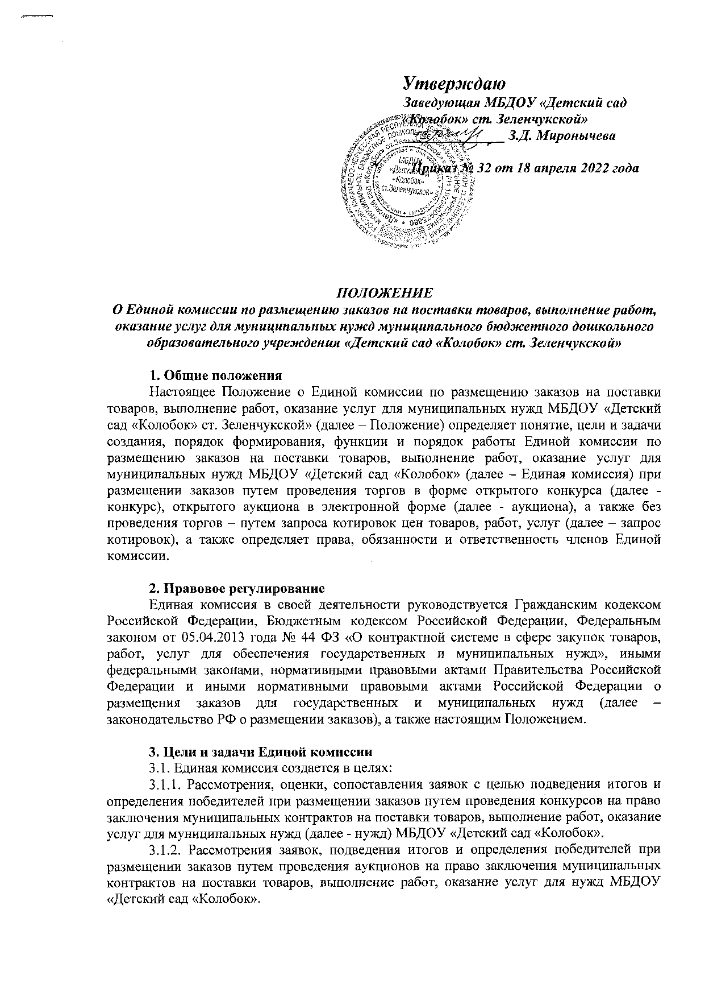 Утверждаю
Заведующая МБДОУ «Детский сад
«Колобок» ст. Зеленчукской»
З.Д. Миронычева
Приказ № 32 от 18 апреля 2022 года
МБДОУ
«Детский сад
«Колобок»
ст.Зеленчукской»
ПОЛОЖЕНИЕ
О Единой комиссии по размещению заказов на поставки товаров, выполнение работ,
оказание услуг для муниципальных нужд муниципального бюджетного дошкольного
образовательного учреждения «Детский сад «Колобок» ст. Зеленчукской»
1. Общие положения
Настоящее Положение о Единой комиссии по размещению заказов на поставки
товаров, выполнение работ, оказание услуг для муниципальных нужд МБДОУ «Детский
сад «Колобок» ст. Зеленчукской» (далее – Положение) определяет понятие, цели и задачи
создания, порядок формирования, функции и порядок работы Единой комиссии по
размещению заказов на поставки товаров, выполнение работ, оказание услуг для
муниципальных нужд МБДОУ «Детский сад «Колобок» (далее – Единая комиссия) при
размещении заказов путем проведения торгов в форме открытого конкурса (далее -
конкурс), открытого аукциона в электронной форме (далее - аукциона), а также без
проведения торгов – путем запроса котировок цен товаров, работ, услуг (далее – запрос
котировок), а также определяет права, обязанности и ответственность членов Единой
комиссии.
2. Правовое регулирование
Единая комиссия в своей деятельности руководствуется Гражданским кодексом
Российской Федерации, Бюджетным кодексом Российской Федерации, Федеральным
законом от 05.04.2013 года № 44 ФЗ «О контрактной системе в сфере закупок товаров,
работ, услуг для обеспечения государственных и муниципальных нужд», иными
федеральными законами, нормативными правовыми актами Правительства Российской
Федерации и иными нормативными правовыми актами Российской Федерации о
размещения заказов для государственных и муниципальных нужд (далее –
законодательство РФ о размещении заказов), а также настоящим Положением.
3. Цели и задачи Единой комиссии
3.1. Единая комиссия создается в целях:
3.1.1. Рассмотрения, оценки, сопоставления заявок с целью подведения итогов и
определения победителей при размещении заказов путем проведения конкурсов на право
заключения муниципальных контрактов на поставки товаров, выполнение работ, оказание
услуг для муниципальных нужд (далее - нужд) МБДОУ «Детский сад «Колобок».
3.1.2. Рассмотрения заявок, подведения итогов и определения победителей при
размещении заказов путем проведения аукционов на право заключения муниципальных
контрактов на поставки товаров, выполнение работ, оказание услуг для нужд МБДОУ
«Детский сад «Колобок».